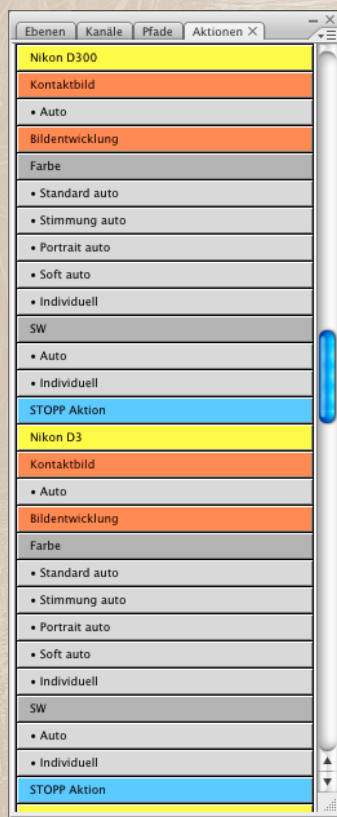 Ebenen Kanäle Pfade Aktionen
Nikon D300
Kontaktbild
• Auto
Bildentwicklung
Farbe
• Standard auto
• Stimmung auto
• Portrait auto
• Soft auto
• Individuell
SW
• Auto
• Individuell
STOPP Aktion
Nikon D3
Kontaktbild
• Auto
Bildentwicklung
Farbe
• Standard auto
• Stimmung auto
• Portrait auto
• Soft auto
• Individuell
SW
• Auto
• Individuell
STOPP Aktion